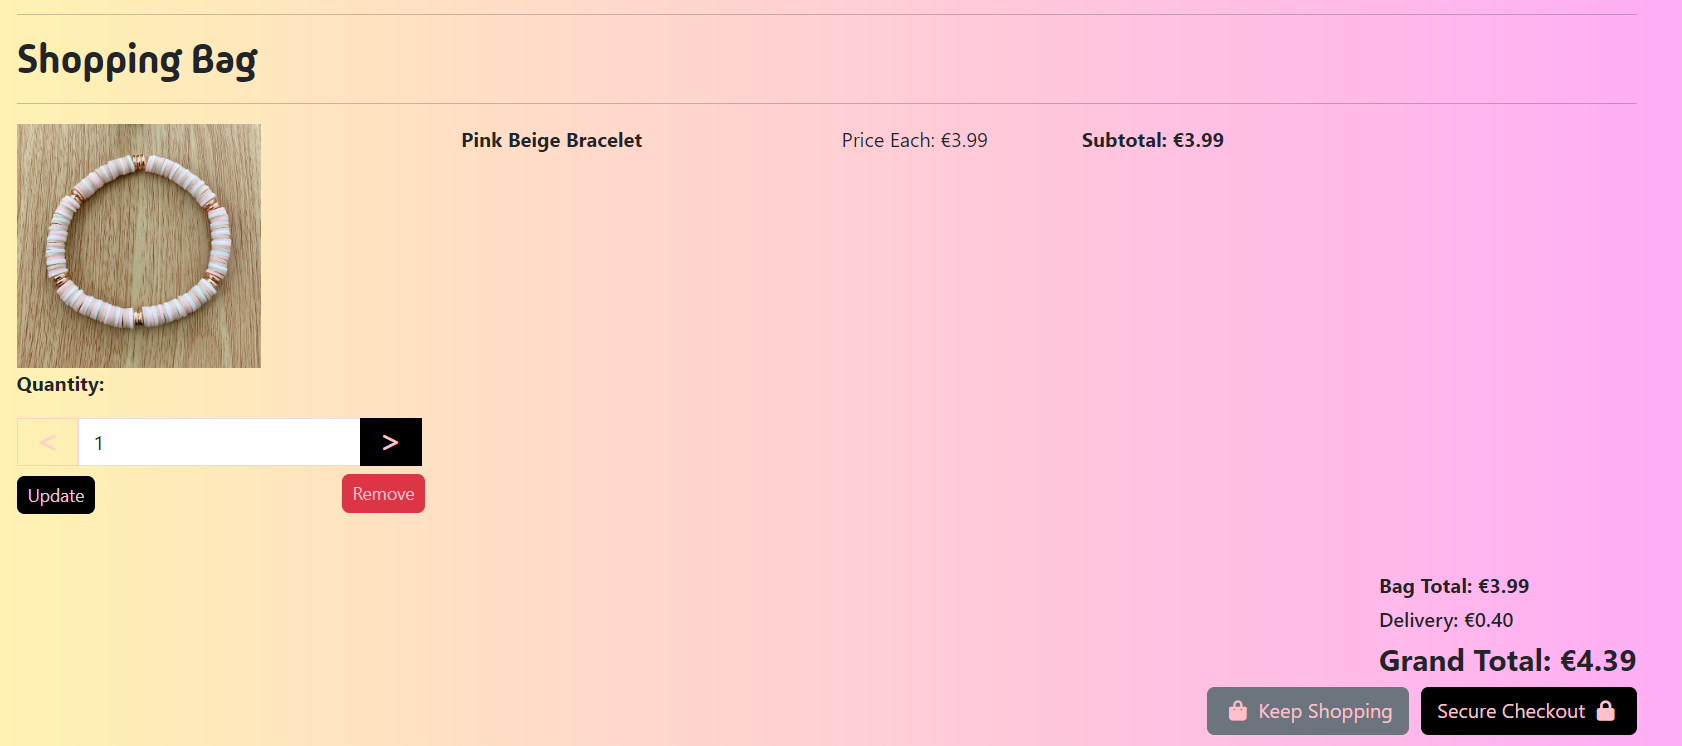 Shopping Bag
Pink Beige Bracelet
Price Each: €3.99
Subtotal: €3.99
Quantity:
< 1 >
Update
Remove
Bag Total: €3.99
Delivery: €0.40
Grand Total: €4.39
Keep Shopping
Secure Checkout